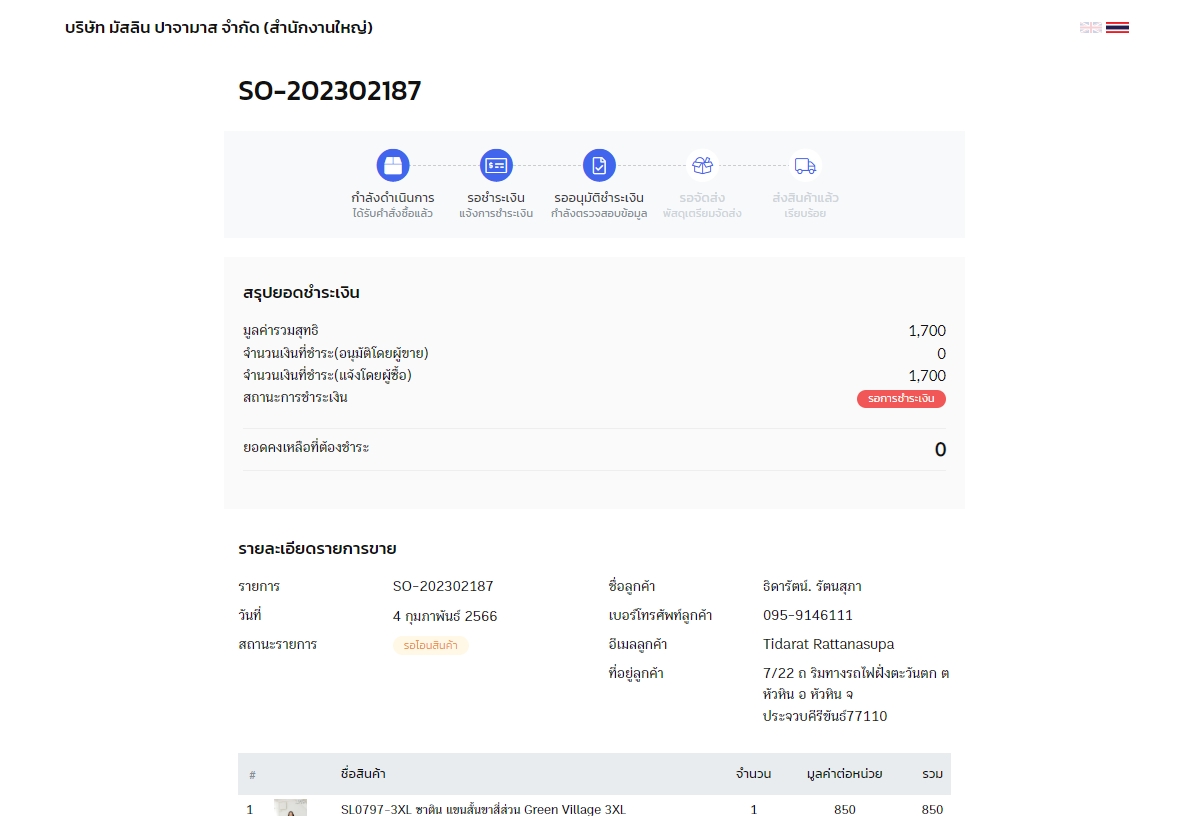 บริษัท มัสลิน ปาจามาส จำกัด (สำนักงานใหญ่)
SO-202302187
กำลังดำเนินการ รอชำระเงิน รออนุมัติชำระเงิน รอจัดส่ง ส่งสินค้าแล้ว
ได้รับคำสั่งซื้อแล้ว แจ้งการชำระเงิน กำลังตรวจสอบข้อมูล พัสดุเตรียมจัดส่ง เรียบร้อย
สรุปยอดชำระเงิน
มูลค่ารวมสุทธิ 1,700
จำนวนเงินที่ชำระ(อนุมัติโดยผู้ขาย) 0
จำนวนเงินที่ชำระ(แจ้งโดยผู้ซื้อ) 1,700
สถานะการชำระเงิน รอการชำระเงิน
ยอดคงเหลือที่ต้องชำระ 0
รายละเอียดรายการขาย
รายการ SO-202302187 ชื่อลูกค้า ธิดารัตน์. รัตนสุภา
วันที่ 4 กุมภาพันธ์ 2566 เบอร์โทรศัพท์ลูกค้า 095-9146111
สถานะรายการ รอโอนสินค้า อีเมลลูกค้า Tidarat Rattanasupa
ที่อยู่ลูกค้า 7/22 ถ ริมทางรถไฟฝั่งตะวันตก ต
หัวหิน อ หัวหิน จ
ประจวบคีรีขันธ์77110
# ชื่อสินค้า จำนวน มูลค่าต่อหน่วย รวม
1 SL0797-3XL ซาติน แขนสั้นขาสี่ส่วน Green Village 3XL 1 850 850